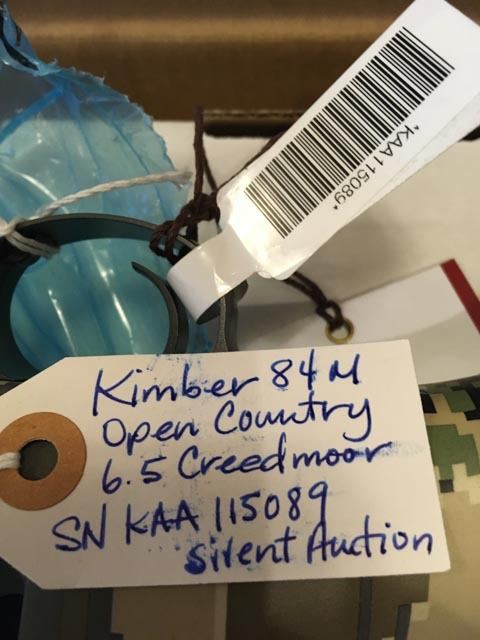 *KAA115089*
Kimber 84M
Open Country
6.5 Creedmoor
SN KAA 115089
silent Auction